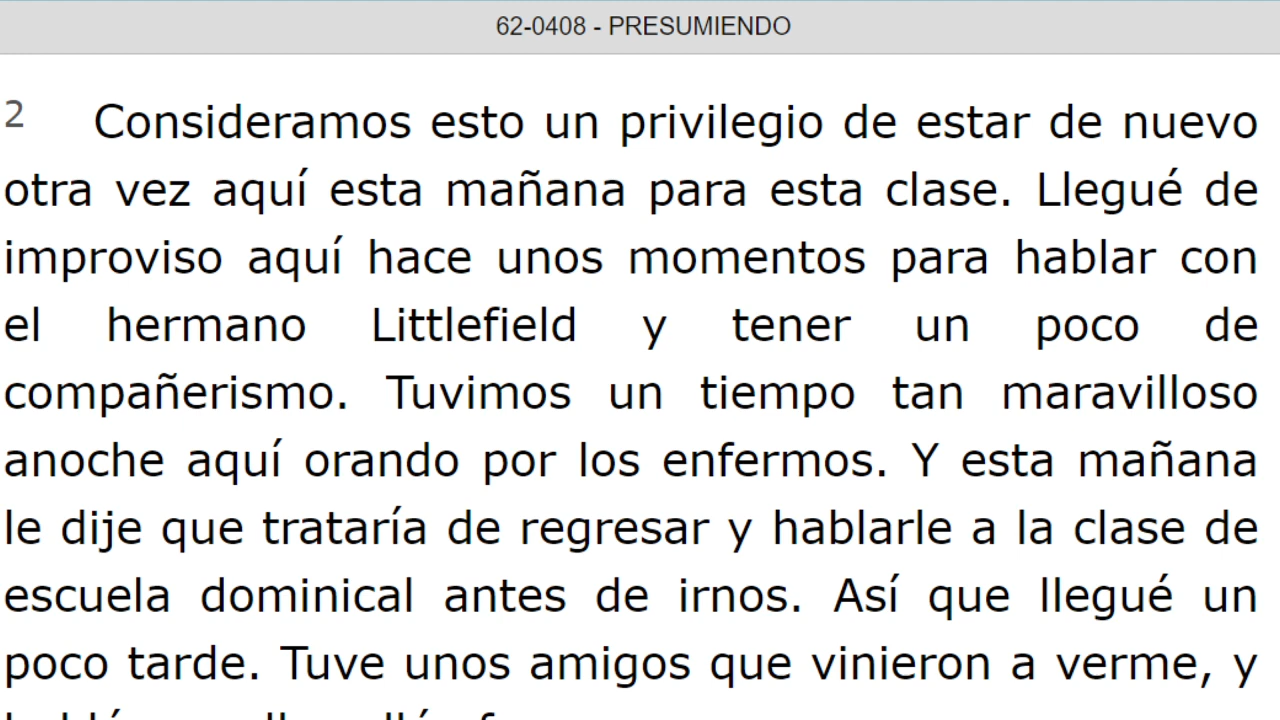 62-0408 - PRESUMIENDO
2 Consideramos esto un privilegio de estar de nuevo
otra vez aquí esta mañana para esta clase. Llegué de
improviso aquí hace unos momentos para hablar con
el hermano Littlefield y tener un poco de
compañerismo. Tuvimos un tiempo tan maravilloso
anoche aquí orando por los enfermos. Y esta mañana
le dije que trataría de regresar y hablarle a la clase de
escuela dominical antes de irnos. Así que llegué un
poco tarde. Tuve unos amigos que vinieron a verme, y